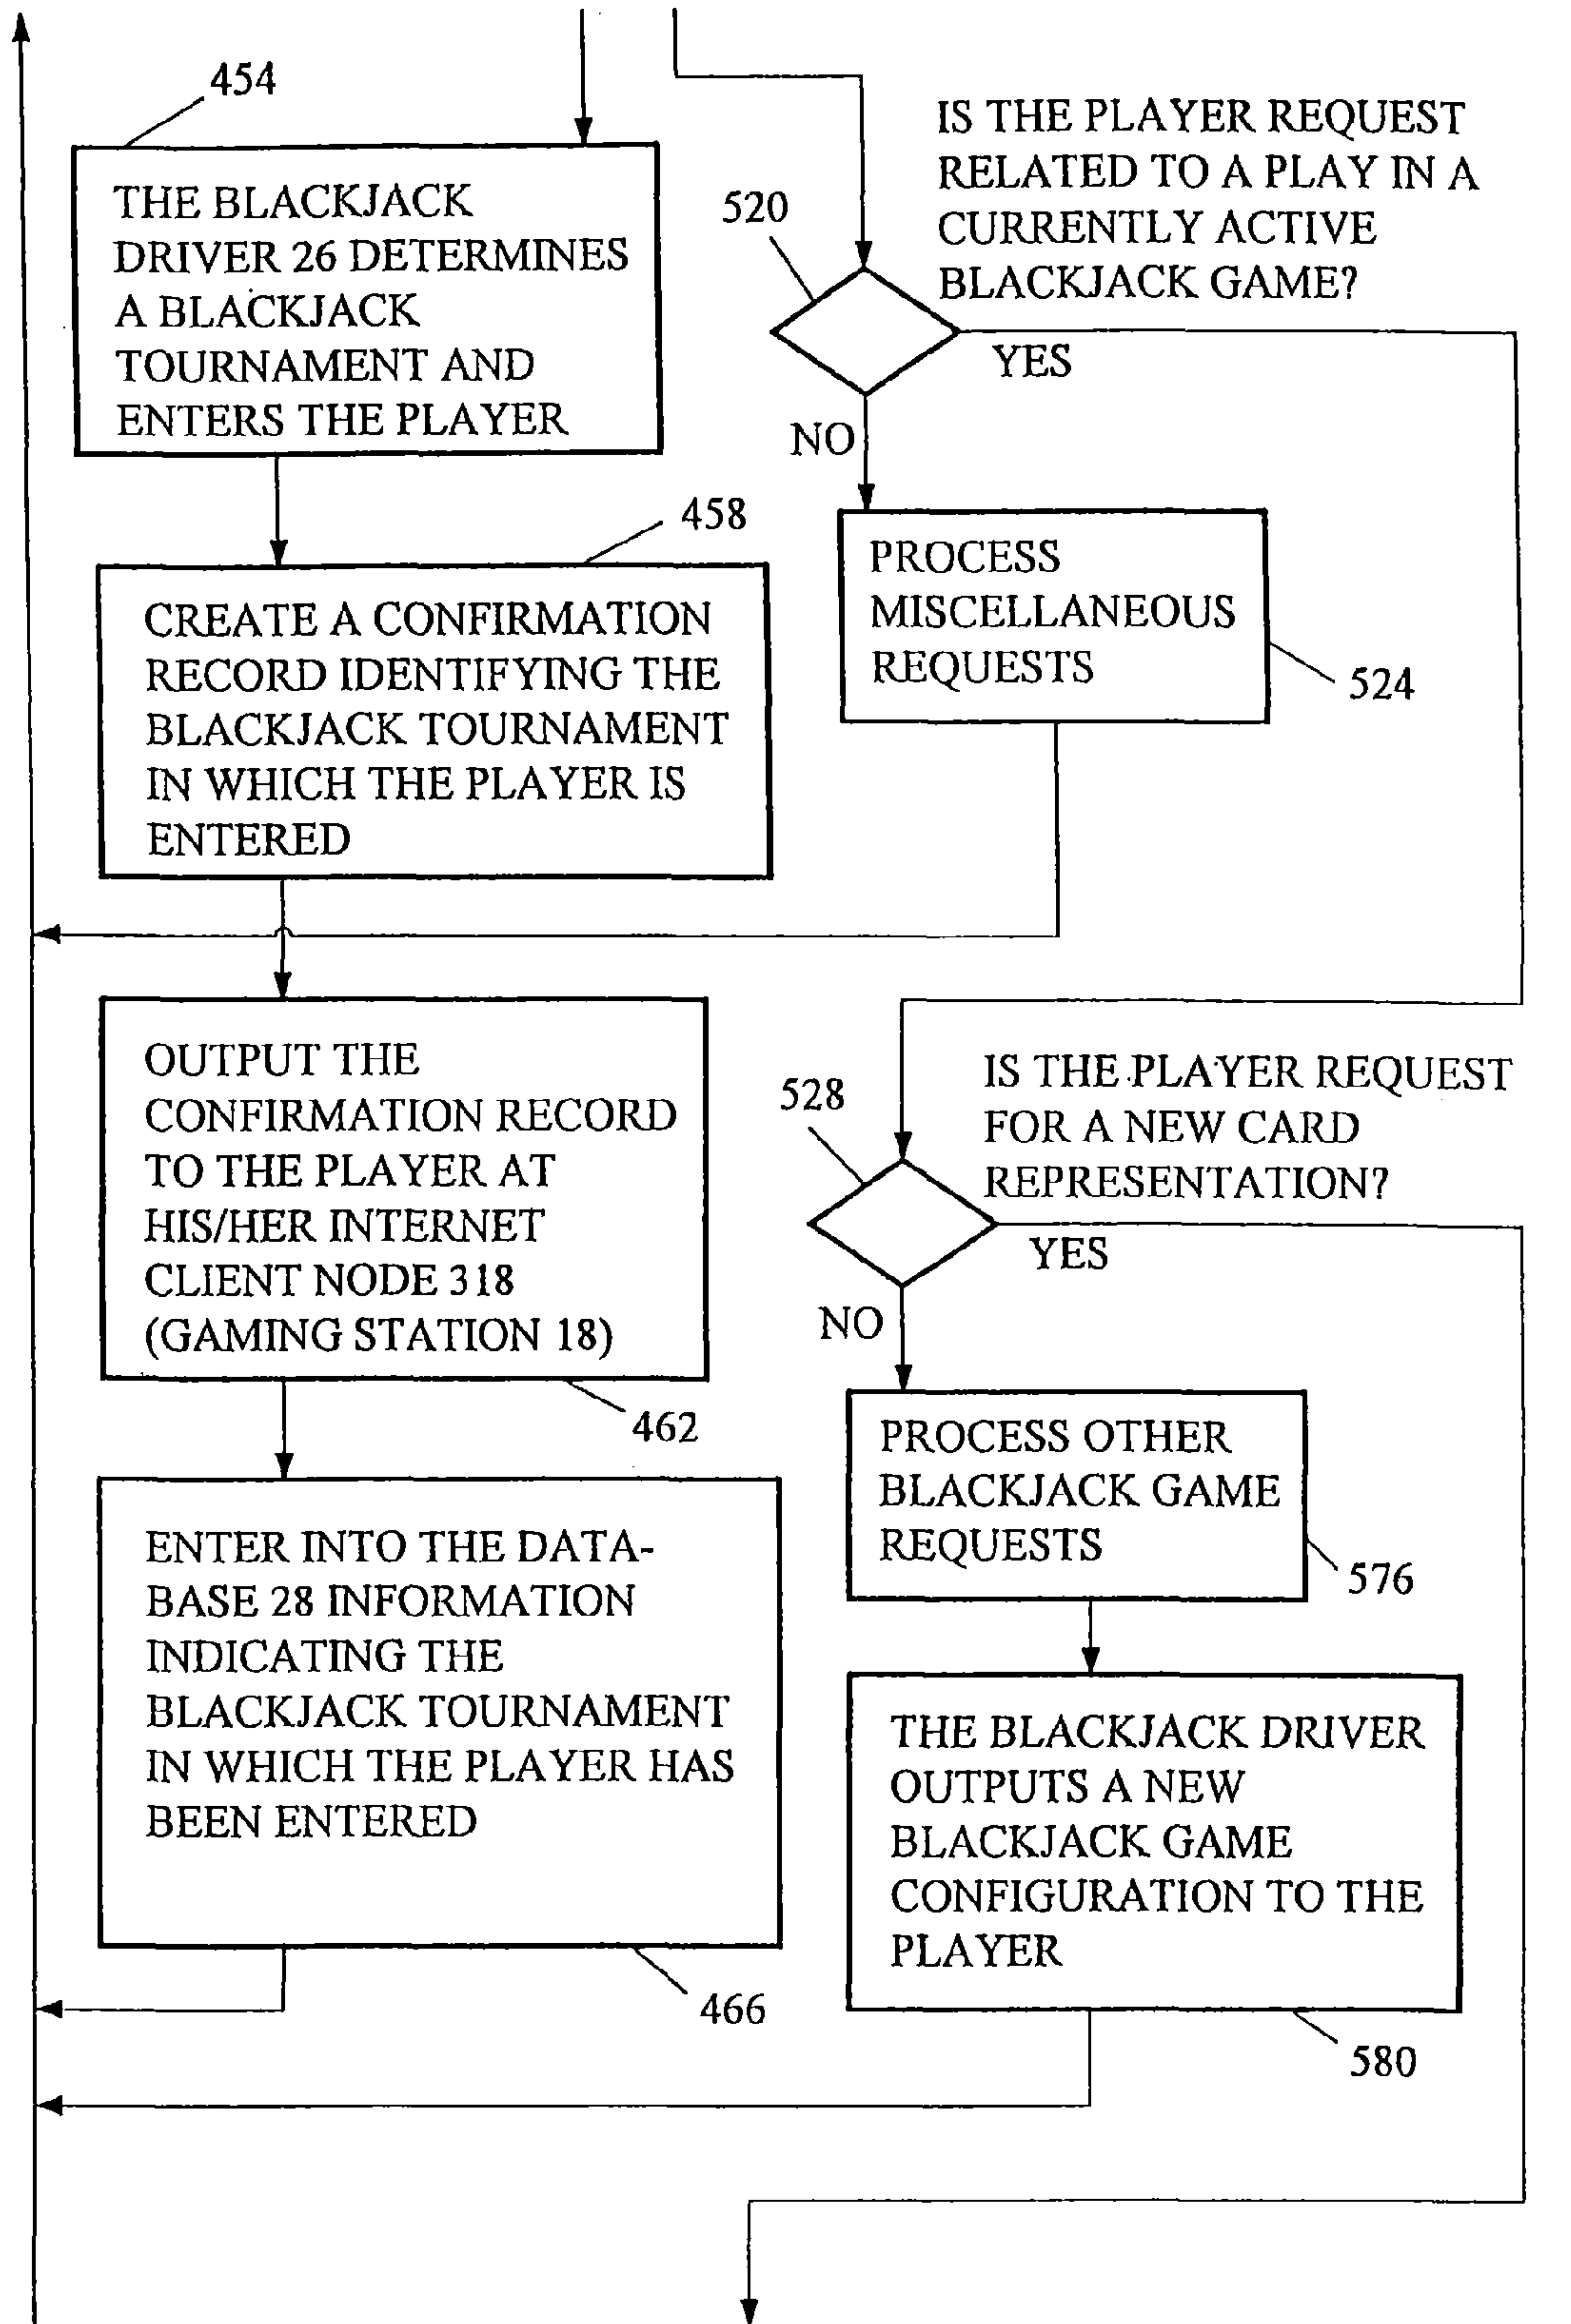 454
THE BLACKJACK
DRIVER 26 DETERMINES
A BLACKJACK
TOURNAMENT AND
ENTERS THE PLAYER
458
CREATE A CONFIRMATION
RECORD IDENTIFYING THE
BLACKJACK TOURNAMENT
IN WHICH THE PLAYER IS
ENTERED
OUTPUT THE
CONFIRMATION RECORD
TO THE PLAYER AT
HIS/HER INTERNET
CLIENT NODE 318
(GAMING STATION 18)
462
ENTER INTO THE DATA-
BASE 28 INFORMATION
INDICATING THE
BLACKJACK TOURNAMENT
IN WHICH THE PLAYER HAS
BEEN ENTERED
466
IS THE PLAYER REQUEST
RELATED TO A PLAY IN A
CURRENTLY ACTIVE
BLACKJACK GAME?
520
YES
NO
PROCESS
MISCELLANEOUS
REQUESTS
524
IS THE PLAYER REQUEST
FOR A NEW CARD
REPRESENTATION?
528
YES
NO
PROCESS OTHER
BLACKJACK GAME
REQUESTS
576
THE BLACKJACK DRIVER
OUTPUTS A NEW
BLACKJACK GAME
CONFIGURATION TO THE
PLAYER
580